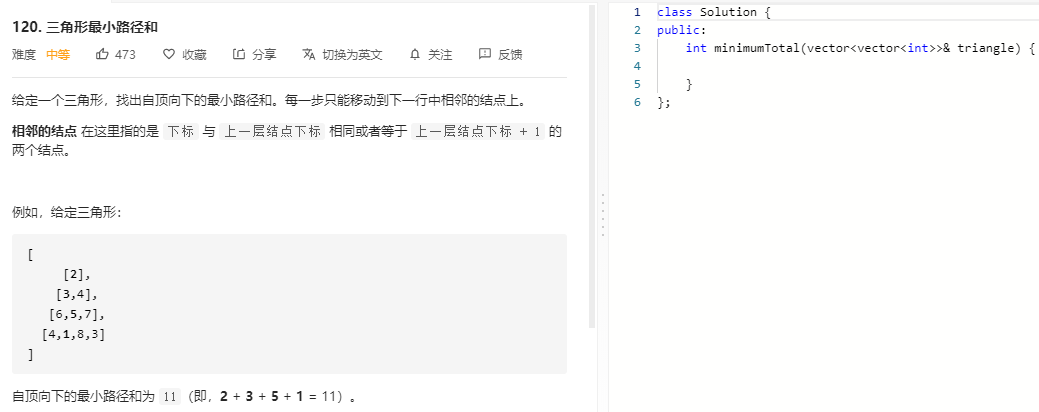 120. 三角形最小路径和
难度 中等 473 收藏 分享 切换为英文 关注 反馈
给定一个三角形，找出自顶向下的最小路径和。每一步只能移动到下一行中相邻的结点上。
相邻的结点 在这里指的是 下标 与 上一层结点下标 相同或者等于 上一层结点下标 + 1 的
两个结点。
例如，给定三角形：
[
[2],
[3,4],
[6,5,7],
[4,1,8,3]
]
自顶向下的最小路径和为 11（即，2 + 3 + 5 + 1 = 11）。
1 class Solution {
2 public:
3 int minimumTotal(vector<vector<int>>& triangle) {
4
5 }
6 };